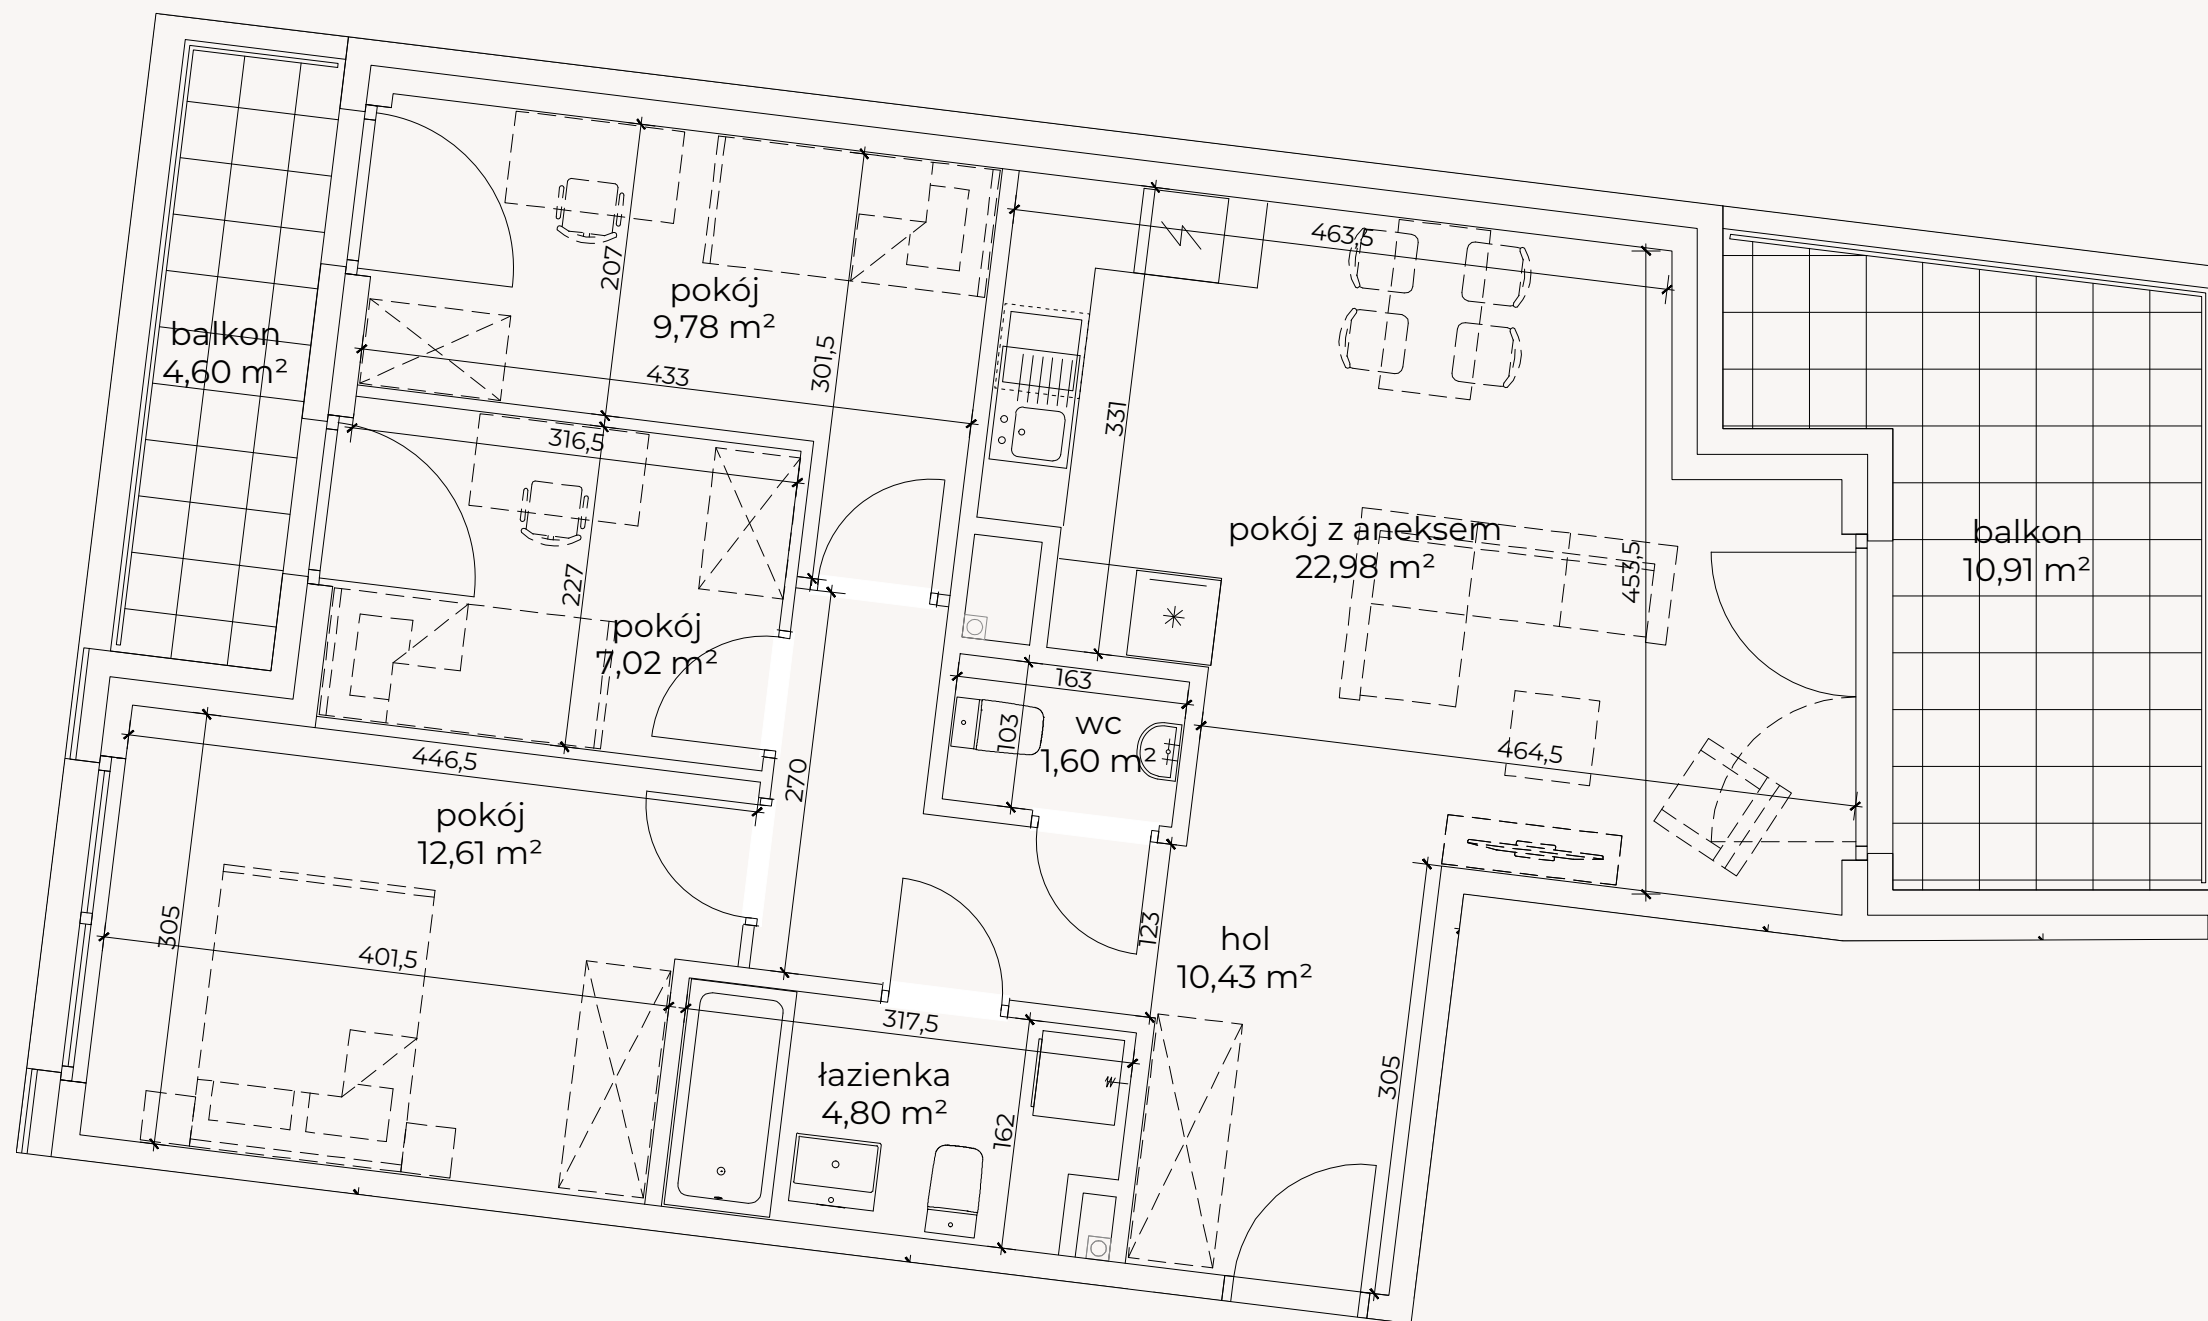 207
463,5
pokój
9,78 m²
balkon
4,60 m²
433
301,5
331
316,5
pokój z aneksem
22,98 m²
453,5
balkon
10,91 m²
227
pokój
7,02 m²
163
103
wc
1,60 m²
464,5
446,5
270
pokój
12,61 m²
305
401,5
123
hol
10,43 m²
317,5
łazienka
4,80 m²
162
305